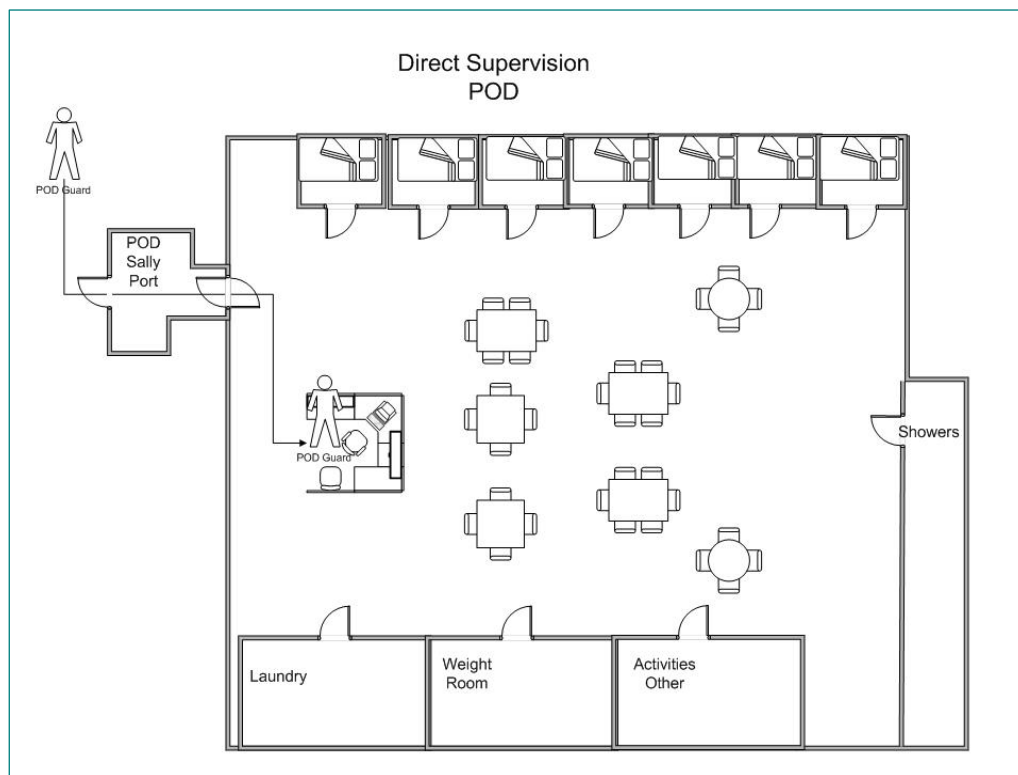 Direct Supervision
POD
POD Guard
POD
Sally
Port
POD Guard
Showers
Laundry
Weight
Room
Activities
Other